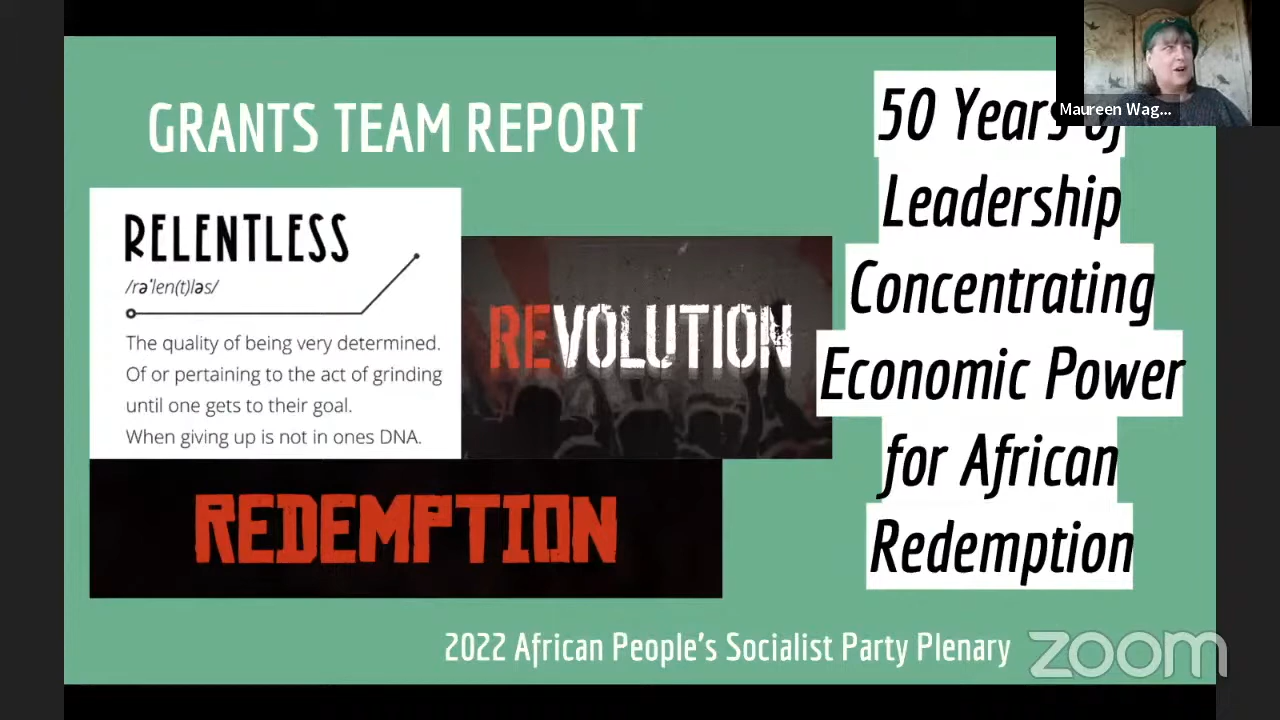 GRANTS TEAM REPORT
RELENTLESS
/rəˈlen(t)ləs/
The quality of being very determined.
Of or pertaining to the act of grinding
until one gets to their goal.
When giving up is not in ones DNA.
REVOLUTION
REDEMPTION
50 Years of
Leadership
Concentrating
Economic Power
for African
Redemption
Maureen Wag...
2022 African People's Socialist Party Plenary
zoom